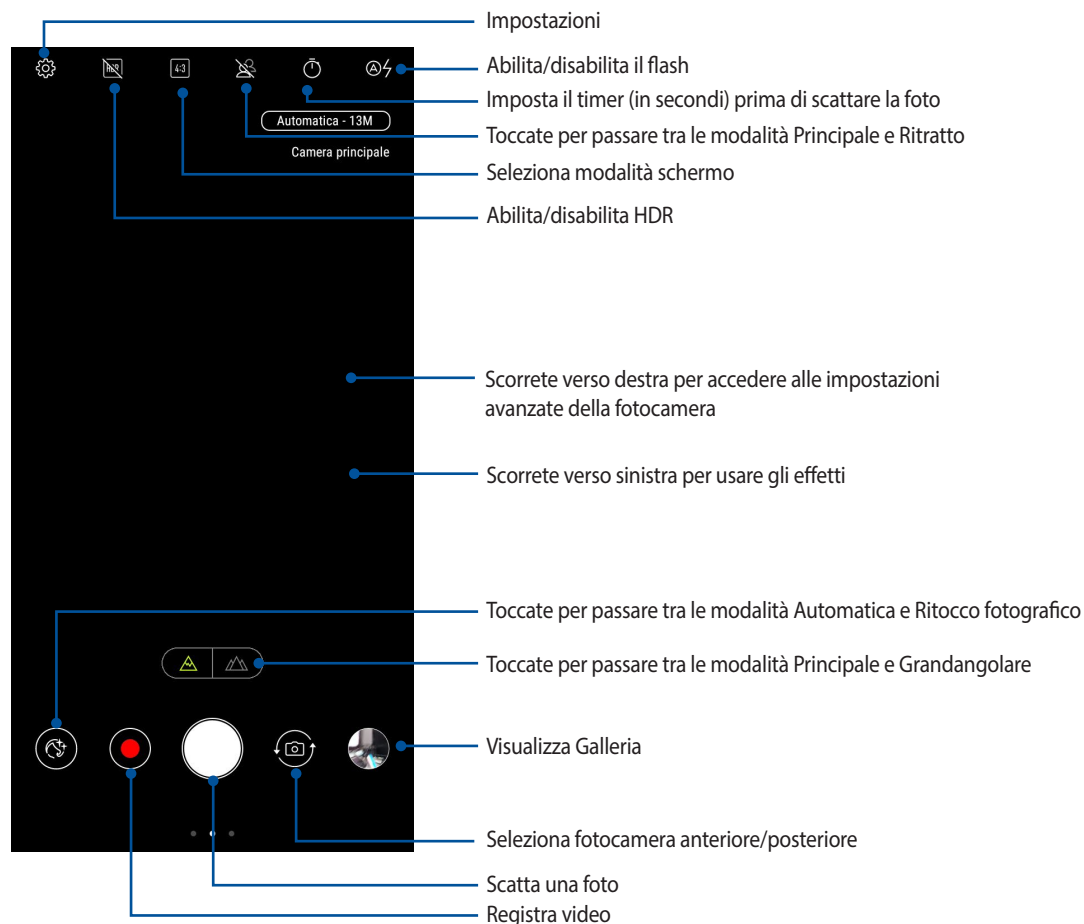 Impostazioni
Abilita/disabilita il flash
HDR
4:3
A
Imposta il timer (in secondi) prima di scattare la foto
Automatica - 13M
Toccate per passare tra le modalità Principale e Ritratto
Camera principale
Seleziona modalità schermo
Abilita/disabilita HDR
Scorrete verso destra per accedere alle impostazioni
avanzate della fotocamera
Scorrete verso sinistra per usare gli effetti
Toccate per passare tra le modalità Automatica e Ritocco fotografico
Toccate per passare tra le modalità Principale e Grandangolare
Visualizza Galleria
Seleziona fotocamera anteriore/posteriore
Scatta una foto
Registra video